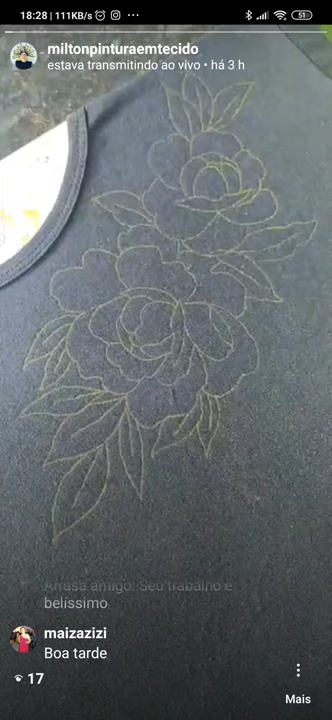 18:28 | 111KB/s ··· 51
miltonpinturaemtecido
estava transmitindo ao vivo • há 3 h
Arrasa amigo! Seu trabalho e
belissimo
maizazizi
Boa tarde
17
Mais